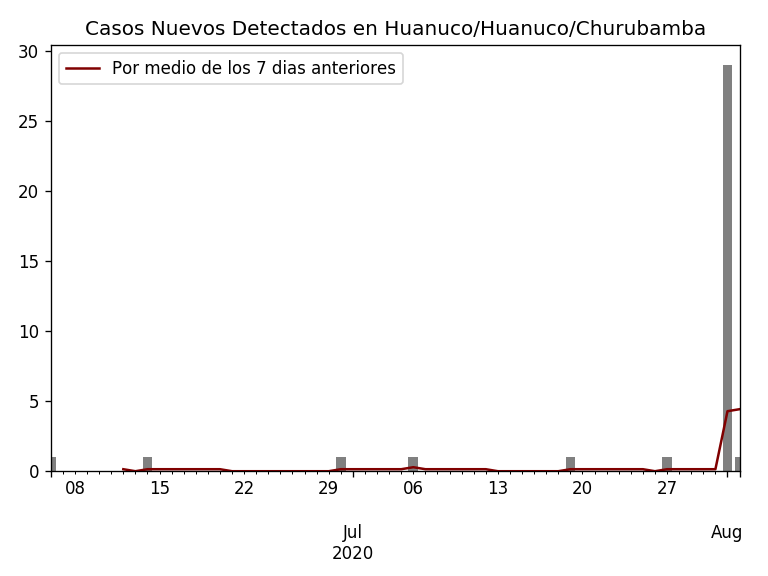 Casos Nuevos Detectados en Huanuco/Huanuco/Churubamba
Por medio de los 7 dias anteriores
30
25
20
15
10
5
0
08 15 22 29 06 13 20 27
Jul Aug
2020